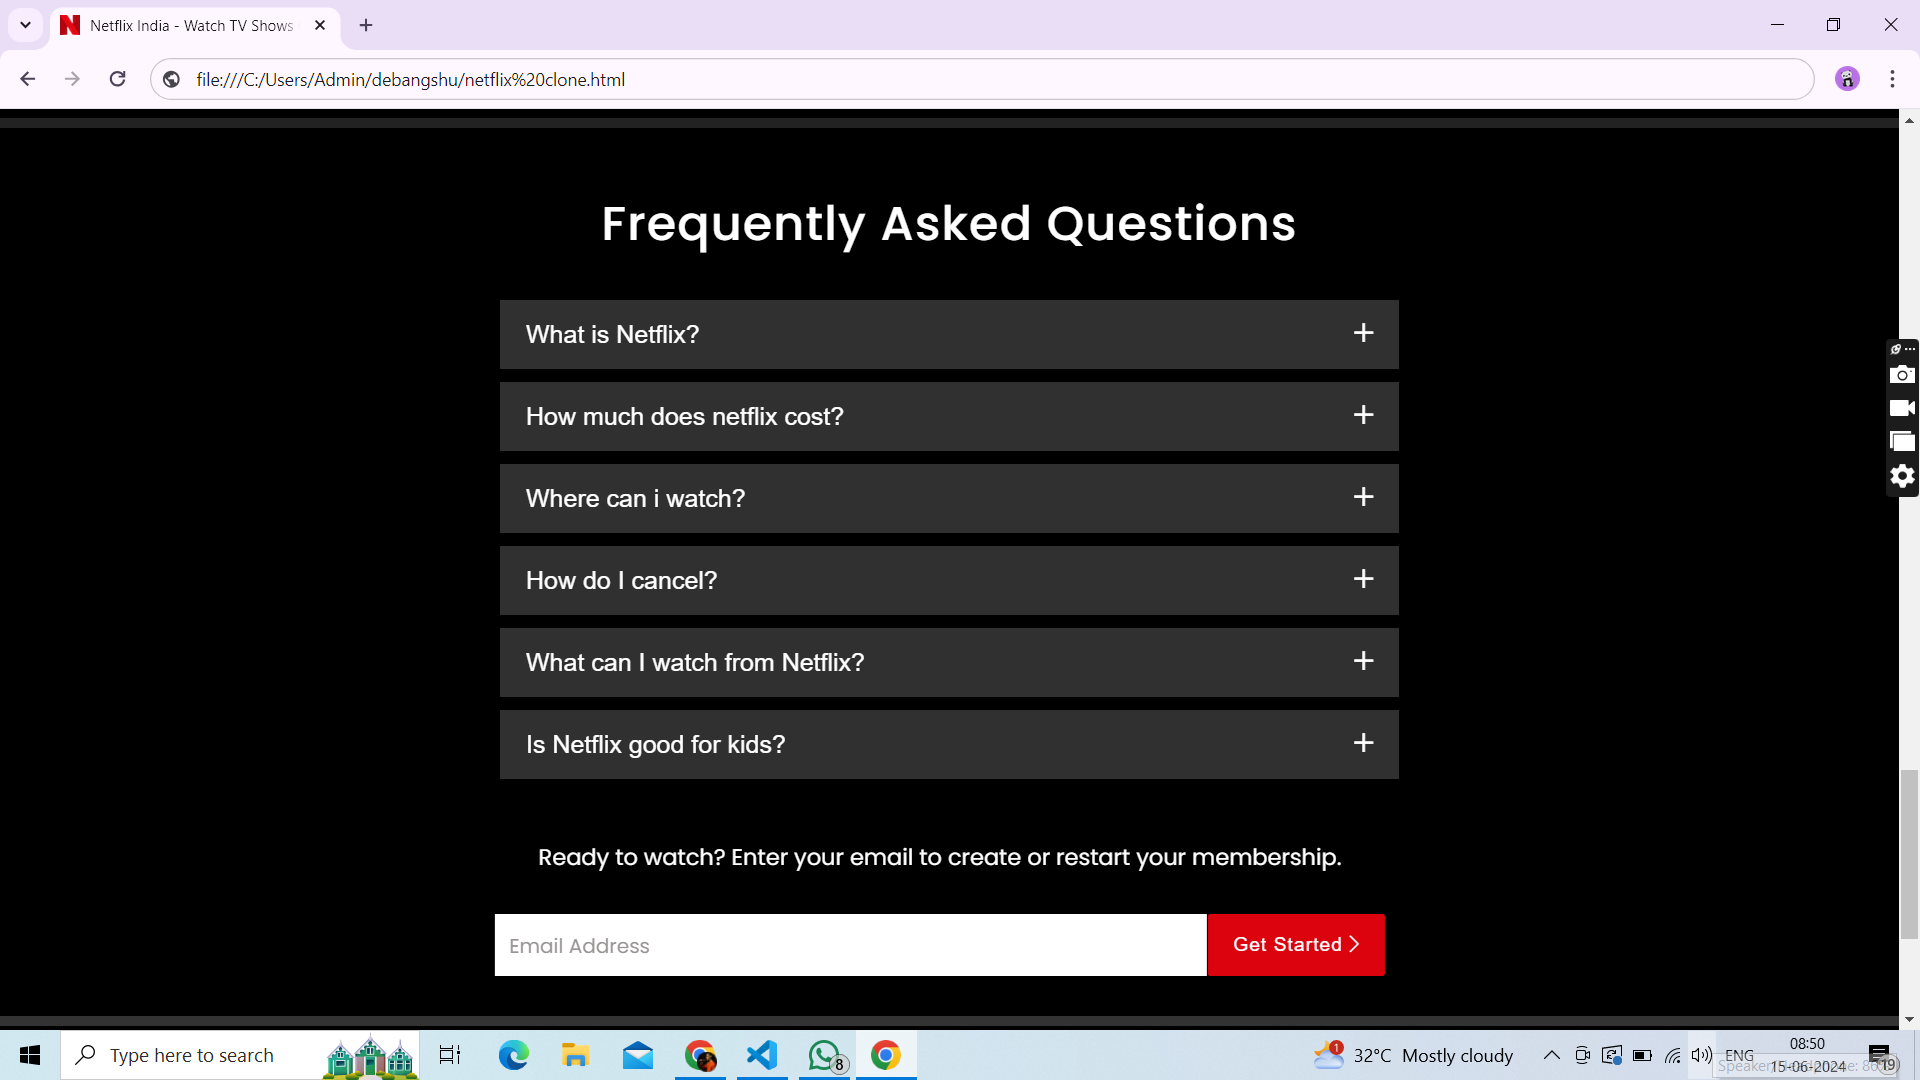 Netflix India - Watch TV Shows
file:///C:/Users/Admin/debangshu/netflix%20clone.html
Frequently Asked Questions
What is Netflix?
How much does netflix cost?
Where can i watch?
How do I cancel?
What can I watch from Netflix?
Is Netflix good for kids?
Ready to watch? Enter your email to create or restart your membership.
Email Address
Get Started
Type here to search
8
1
32°C Mostly cloudy
ENG
08:50
15-06-2024
19